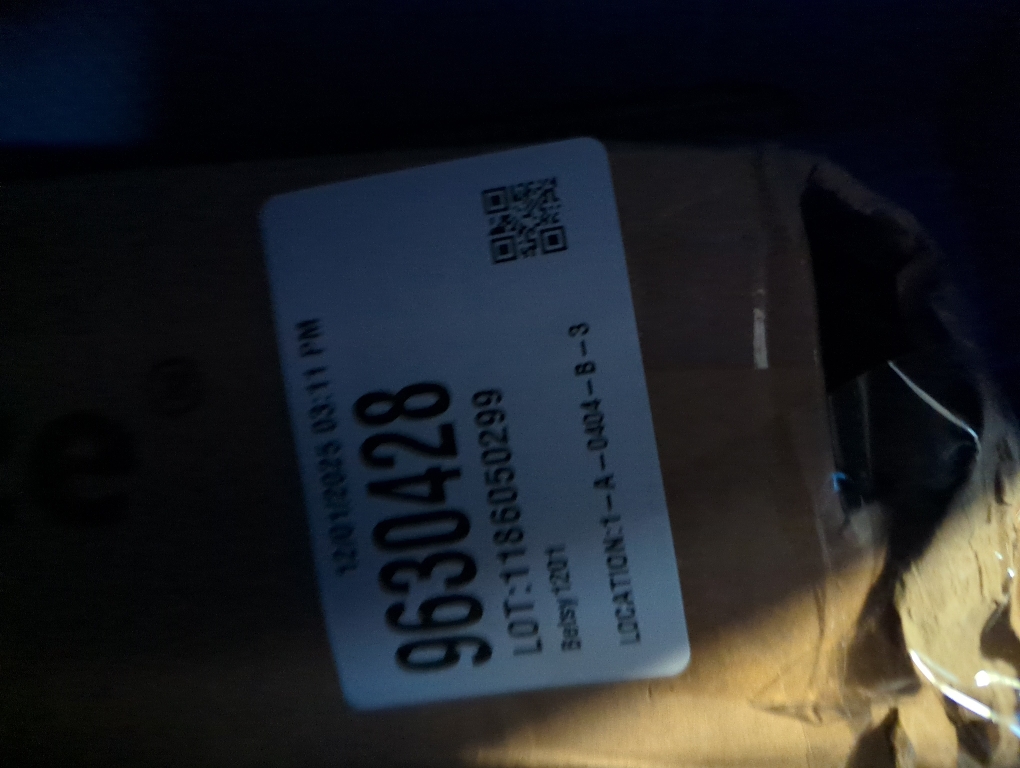 12/01/2025 03:11 PM
9630428
LOT:1186050299
Betsy1201
LOCATION:1-A-0404-B-3